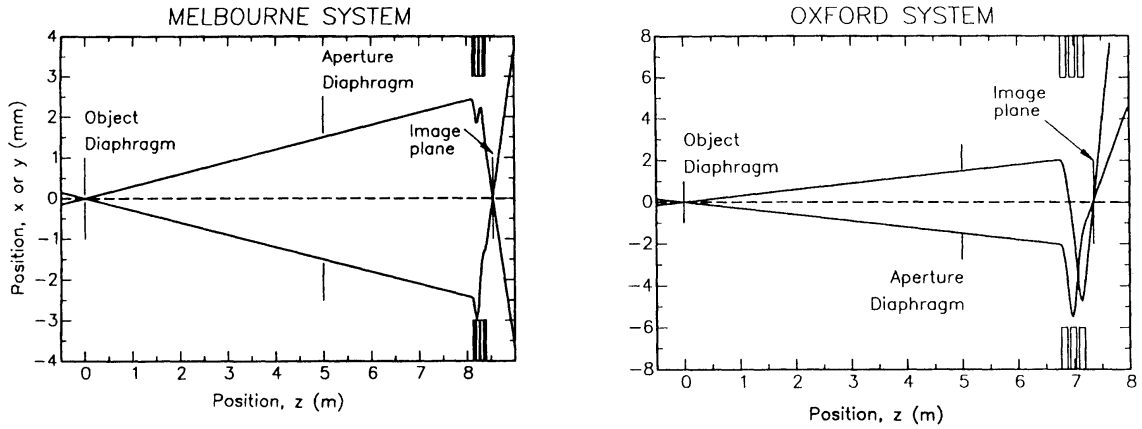 MELBOURNE SYSTEM
4
3
2
1
0
-1
-2
-3
-4
Position, x or y (mm)
Object
Diaphragm
Aperture
Diaphragm
Image
plane
0 1 2 3 4 5 6 7 8
Position, z (m)
OXFORD SYSTEM
8
6
4
2
0
-2
-4
-6
-8
Object
Diaphragm
Image
plane
Aperture
Diaphragm
0 1 2 3 4 5 6 7 8
Position, z (m)